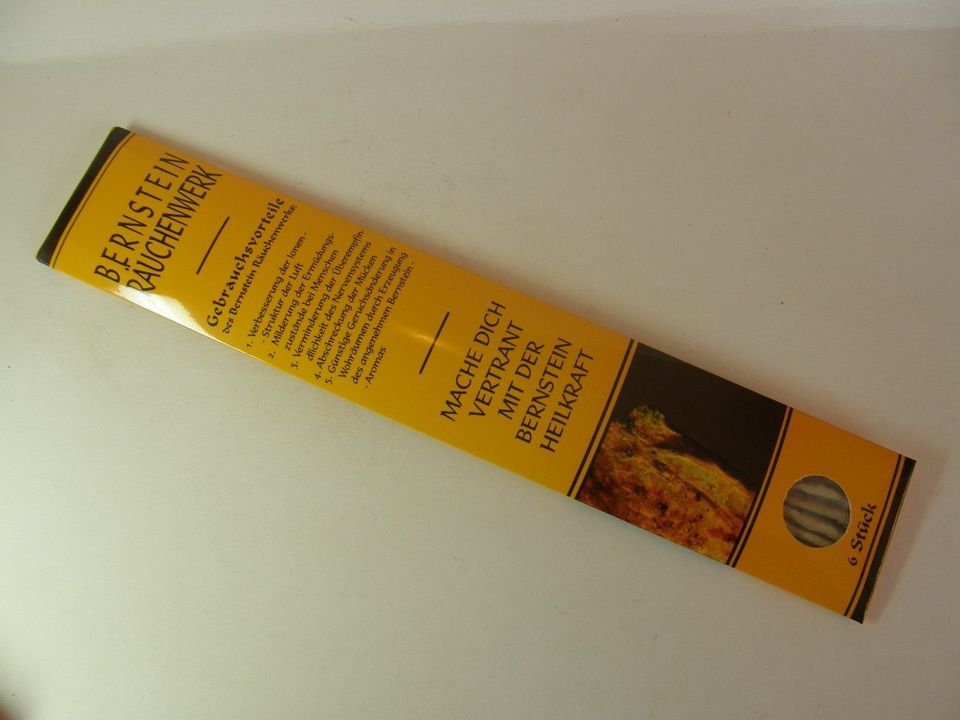 BERNSTEIN
RÄUCHENWERK
Gebrauchsvorteile
Des Bernstein Räuchenwerks:
1. Verbesserung der Ionen -
- Struktur der Luft
2. Milderung der Ermüdungs-
zustände bei Menschen
3. Verminderung der Überempfin-
dlichkeit des Nervensystems
4. Abschreckung der Mücken
5. Günstige Geruchsänderung in
Wohräumen durch Erzeugung
des angenehmen Bernstein -
- Aromas
MACHE DICH
VERTRANT
MIT DER
BERNSTEIN
HEILKRAFT
6 Stück